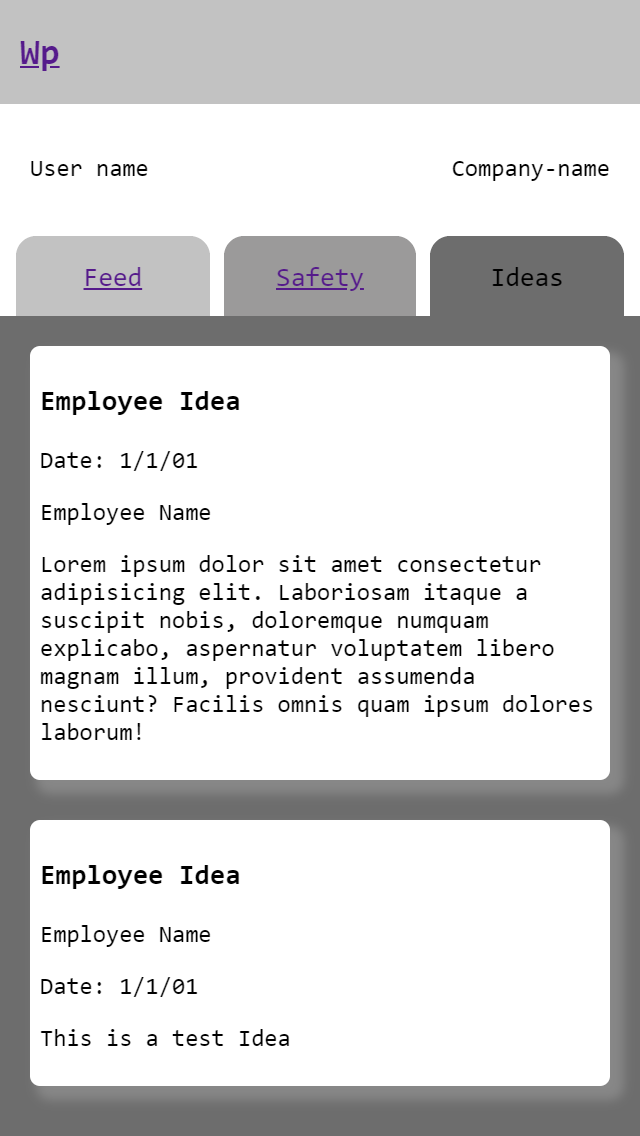 Wp
User name Company-name
Feed Safety Ideas
Employee Idea
Date: 1/1/01
Employee Name
Lorem ipsum dolor sit amet consectetur
adipisicing elit. Laboriosam itaque a
suscipit nobis, doloremque numquam
explicabo, aspernatur voluptatem libero
magnam illum, provident assumenda
nesciunt? Facilis omnis quam ipsum dolores
laborum!
Employee Idea
Employee Name
Date: 1/1/01
This is a test Idea